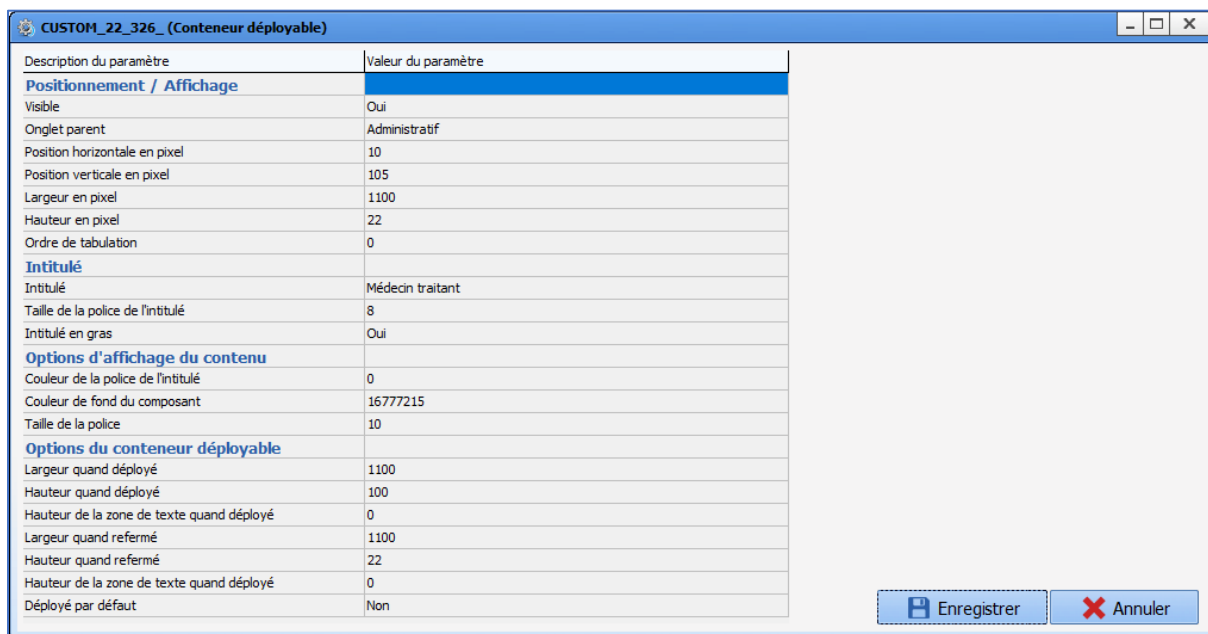 CUSTOM_22_326_ (Conteneur déployable)
Description du paramètre Valeur du paramètre
Positionnement / Affichage
Visible Oui
Onglet parent Administratif
Position horizontale en pixel 10
Position verticale en pixel 105
Largeur en pixel 1100
Hauteur en pixel 22
Ordre de tabulation 0
Intitulé
Intitulé Médecin traitant
Taille de la police de l'intitulé 8
Intitulé en gras Oui
Options d'affichage du contenu
Couleur de la police de l'intitulé 0
Couleur de fond du composant 16777215
Taille de la police 10
Options du conteneur déployable
Largeur quand déployé 1100
Hauteur quand déployé 100
Hauteur de la zone de texte quand déployé 0
Largeur quand refermé 1100
Hauteur quand refermé 22
Hauteur de la zone de texte quand déployé 0
Déployé par défaut Non
Enregistrer Annuler